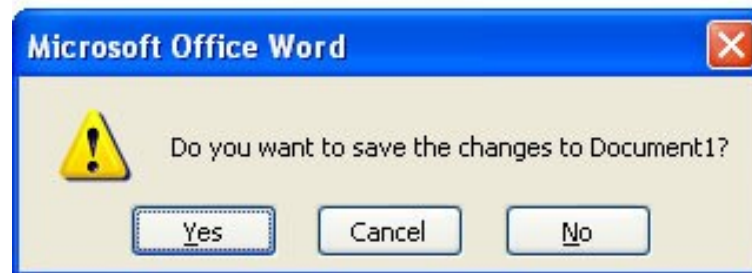 Microsoft Office Word
Do you want to save the changes to Document1?
Yes Cancel No